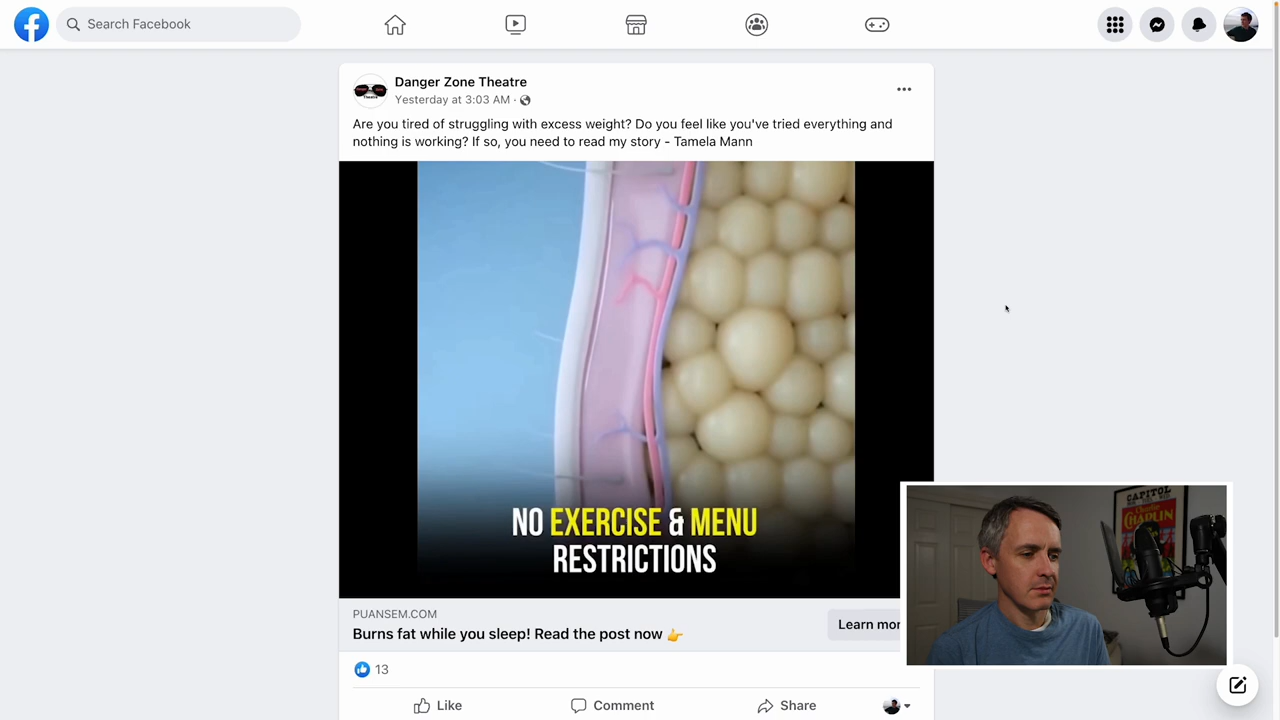 Search Facebook
Danger Zone Theatre
Yesterday at 3:03 AM ·
Are you tired of struggling with excess weight? Do you feel like you've tried everything and
nothing is working? If so, you need to read my story - Tamela Mann
NO EXERCISE & MENU
RESTRICTIONS
PUANSEM.COM
Burns fat while you sleep! Read the post now 👉
Learn mor
13
Like
Comment
Share
CAPITOL
Charlie
CHAPLIN